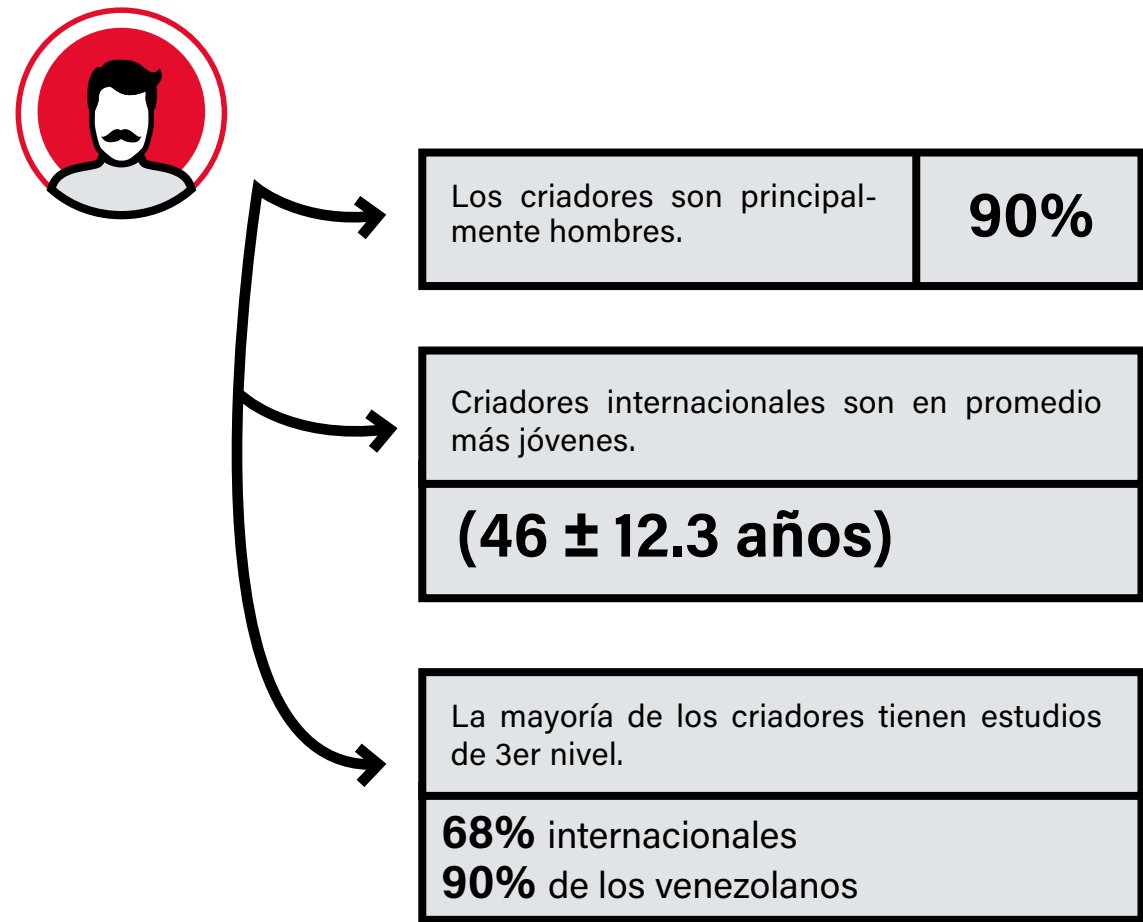 Los criadores son principal-
mente hombres.
90%
Criadores internacionales son en promedio
más jóvenes.
(46 ± 12.3 años)
La mayoría de los criadores tienen estudios
de 3er nivel.
68% internacionales
90% de los venezolanos